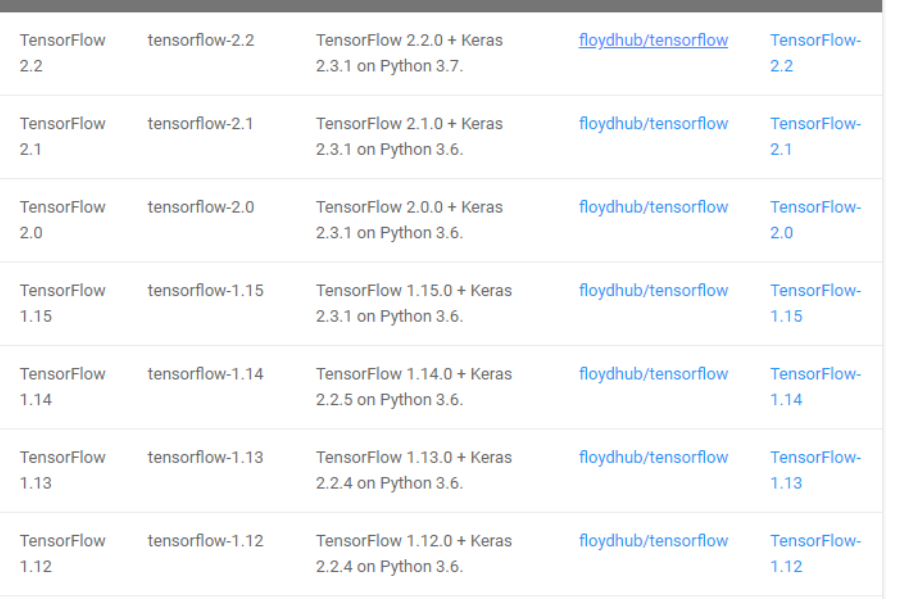 TensorFlow 2.2 tensorflow-2.2 TensorFlow 2.2.0 + Keras 2.3.1 on Python 3.7. floydhub/tensorflow TensorFlow-2.2
TensorFlow 2.1 tensorflow-2.1 TensorFlow 2.1.0 + Keras 2.3.1 on Python 3.6. floydhub/tensorflow TensorFlow-2.1
TensorFlow 2.0 tensorflow-2.0 TensorFlow 2.0.0 + Keras 2.3.1 on Python 3.6. floydhub/tensorflow TensorFlow-2.0
TensorFlow 1.15 tensorflow-1.15 TensorFlow 1.15.0 + Keras 2.3.1 on Python 3.6. floydhub/tensorflow TensorFlow-1.15
TensorFlow 1.14 tensorflow-1.14 TensorFlow 1.14.0 + Keras 2.2.5 on Python 3.6. floydhub/tensorflow TensorFlow-1.14
TensorFlow 1.13 tensorflow-1.13 TensorFlow 1.13.0 + Keras 2.2.4 on Python 3.6. floydhub/tensorflow TensorFlow-1.13
TensorFlow 1.12 tensorflow-1.12 TensorFlow 1.12.0 + Keras 2.2.4 on Python 3.6. floydhub/tensorflow TensorFlow-1.12